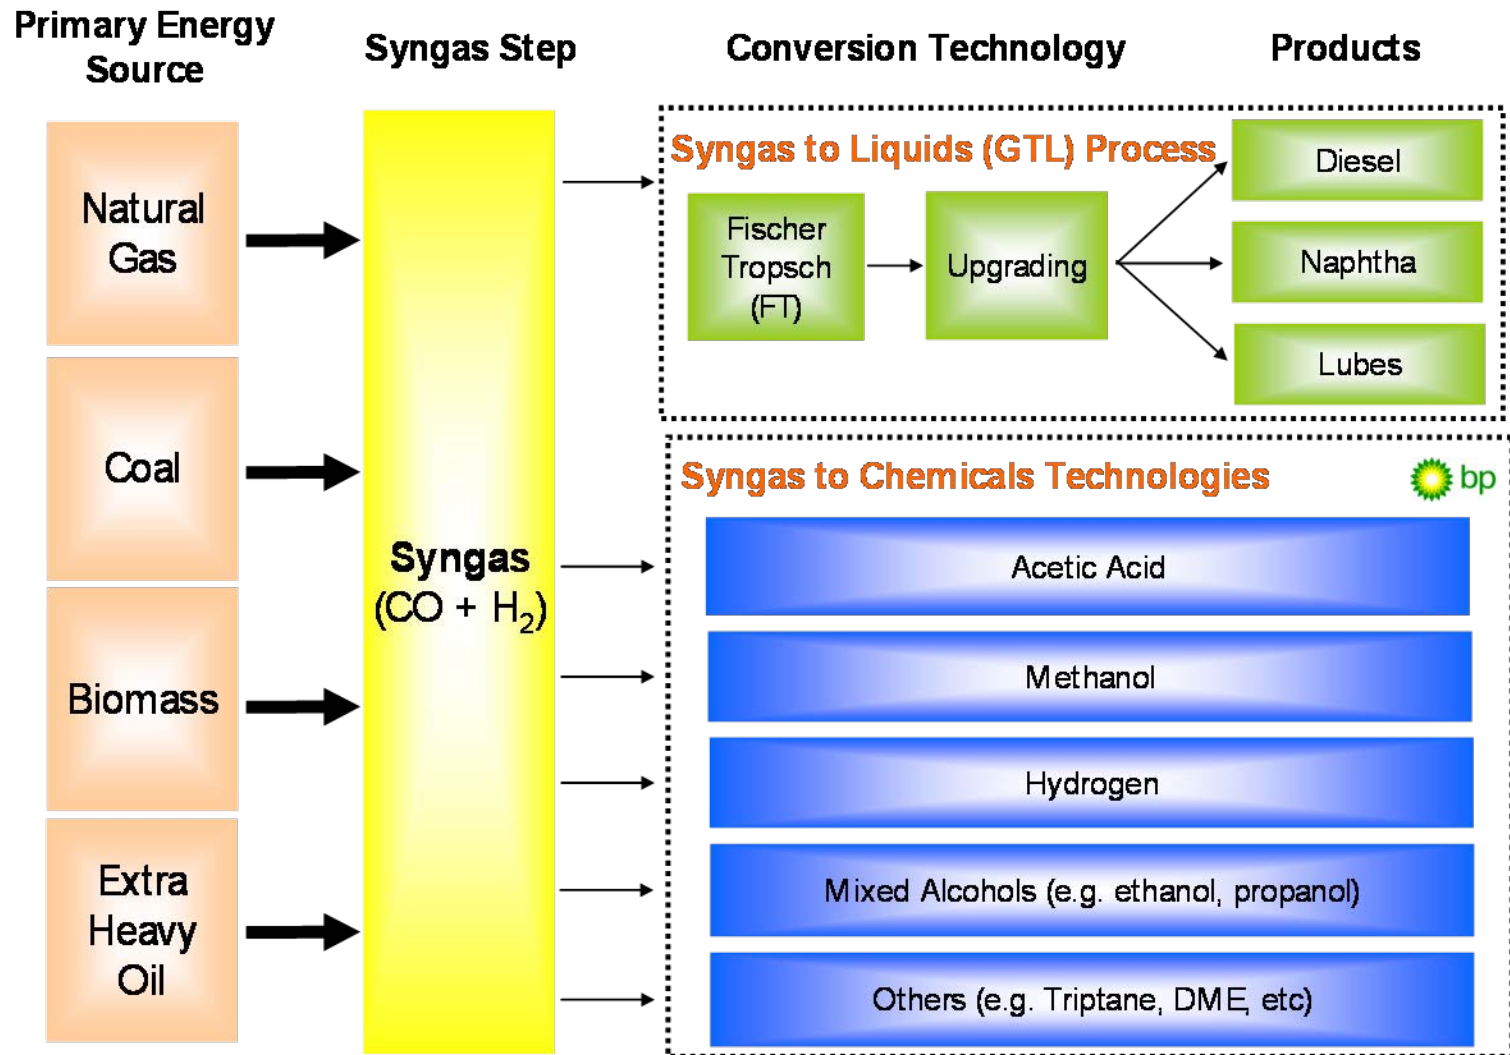 Primary Energy
Source
Syngas Step
Conversion Technology
Products
Natural
Gas
Coal
Biomass
Extra
Heavy
Oil
Syngas
(CO + H₂)
Syngas to Liquids (GTL) Process
Fischer
Tropsch
(FT)
Upgrading
Diesel
Naphtha
Lubes
Syngas to Chemicals Technologies
bp
Acetic Acid
Methanol
Hydrogen
Mixed Alcohols (e.g. ethanol, propanol)
Others (e.g. Triptane, DME, etc)